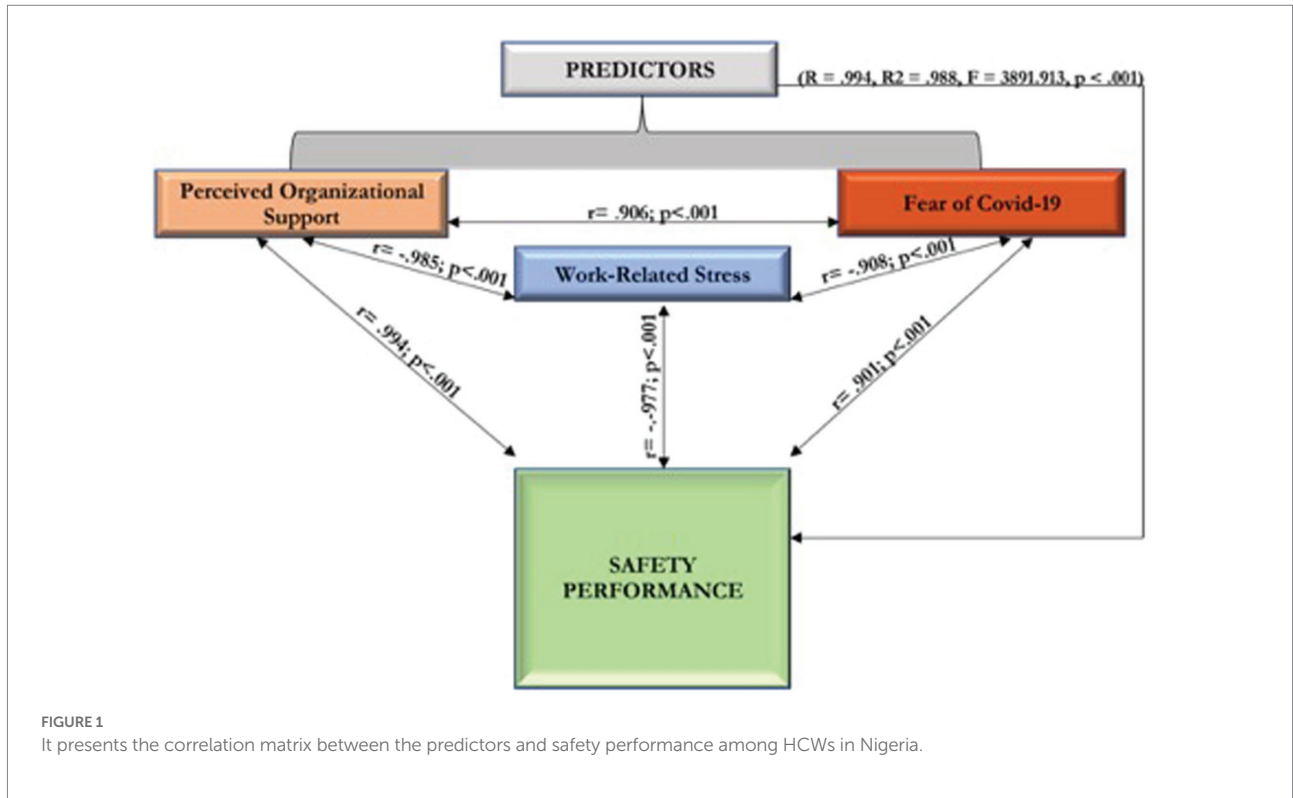 PREDICTORS
(R = .994, R2 = .988, F = 3891.913, p < .001)
Perceived Organizational
Support
Fear of Covid-19
r= .906; p<.001
r= -.985; p<.001
Work-Related Stress
r= -.908; p<.001
r= .994; p<.001
r= -.-977; p<.001
r= .901; p<.001
SAFETY
PERFORMANCE
FIGURE 1
It presents the correlation matrix between the predictors and safety performance among HCWs in Nigeria.